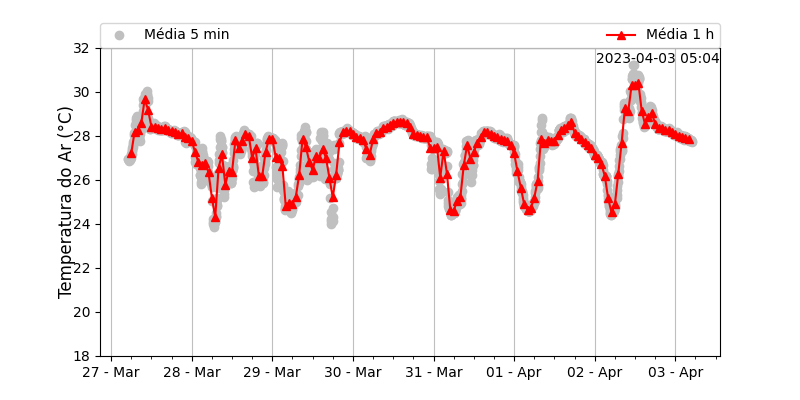 Média 5 min
Média 1 h
2023-04-03 05:04
Temperatura do Ar (°C)
32
30
28
26
24
22
20
18
27 - Mar
28 - Mar
29 - Mar
30 - Mar
31 - Mar
01 - Apr
02 - Apr
03 - Apr